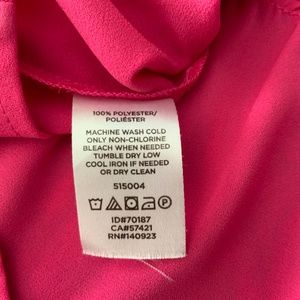 100% POLYESTER/
POLIÉSTER
MACHINE WASH COLD
ONLY NON-CHLORINE
BLEACH WHEN NEEDED
TUMBLE DRY LOW
COOL IRON IF NEEDED
OR DRY CLEAN
515004
ID#70187
CA#57421
RN#140923